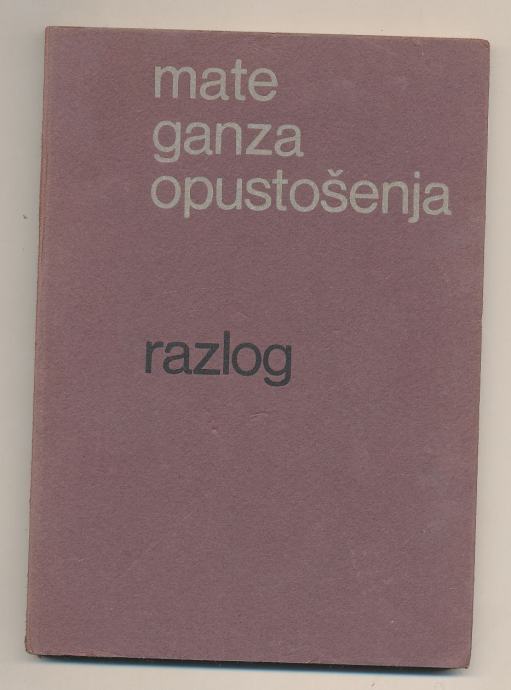 mate
ganza
opustošenja
razlog